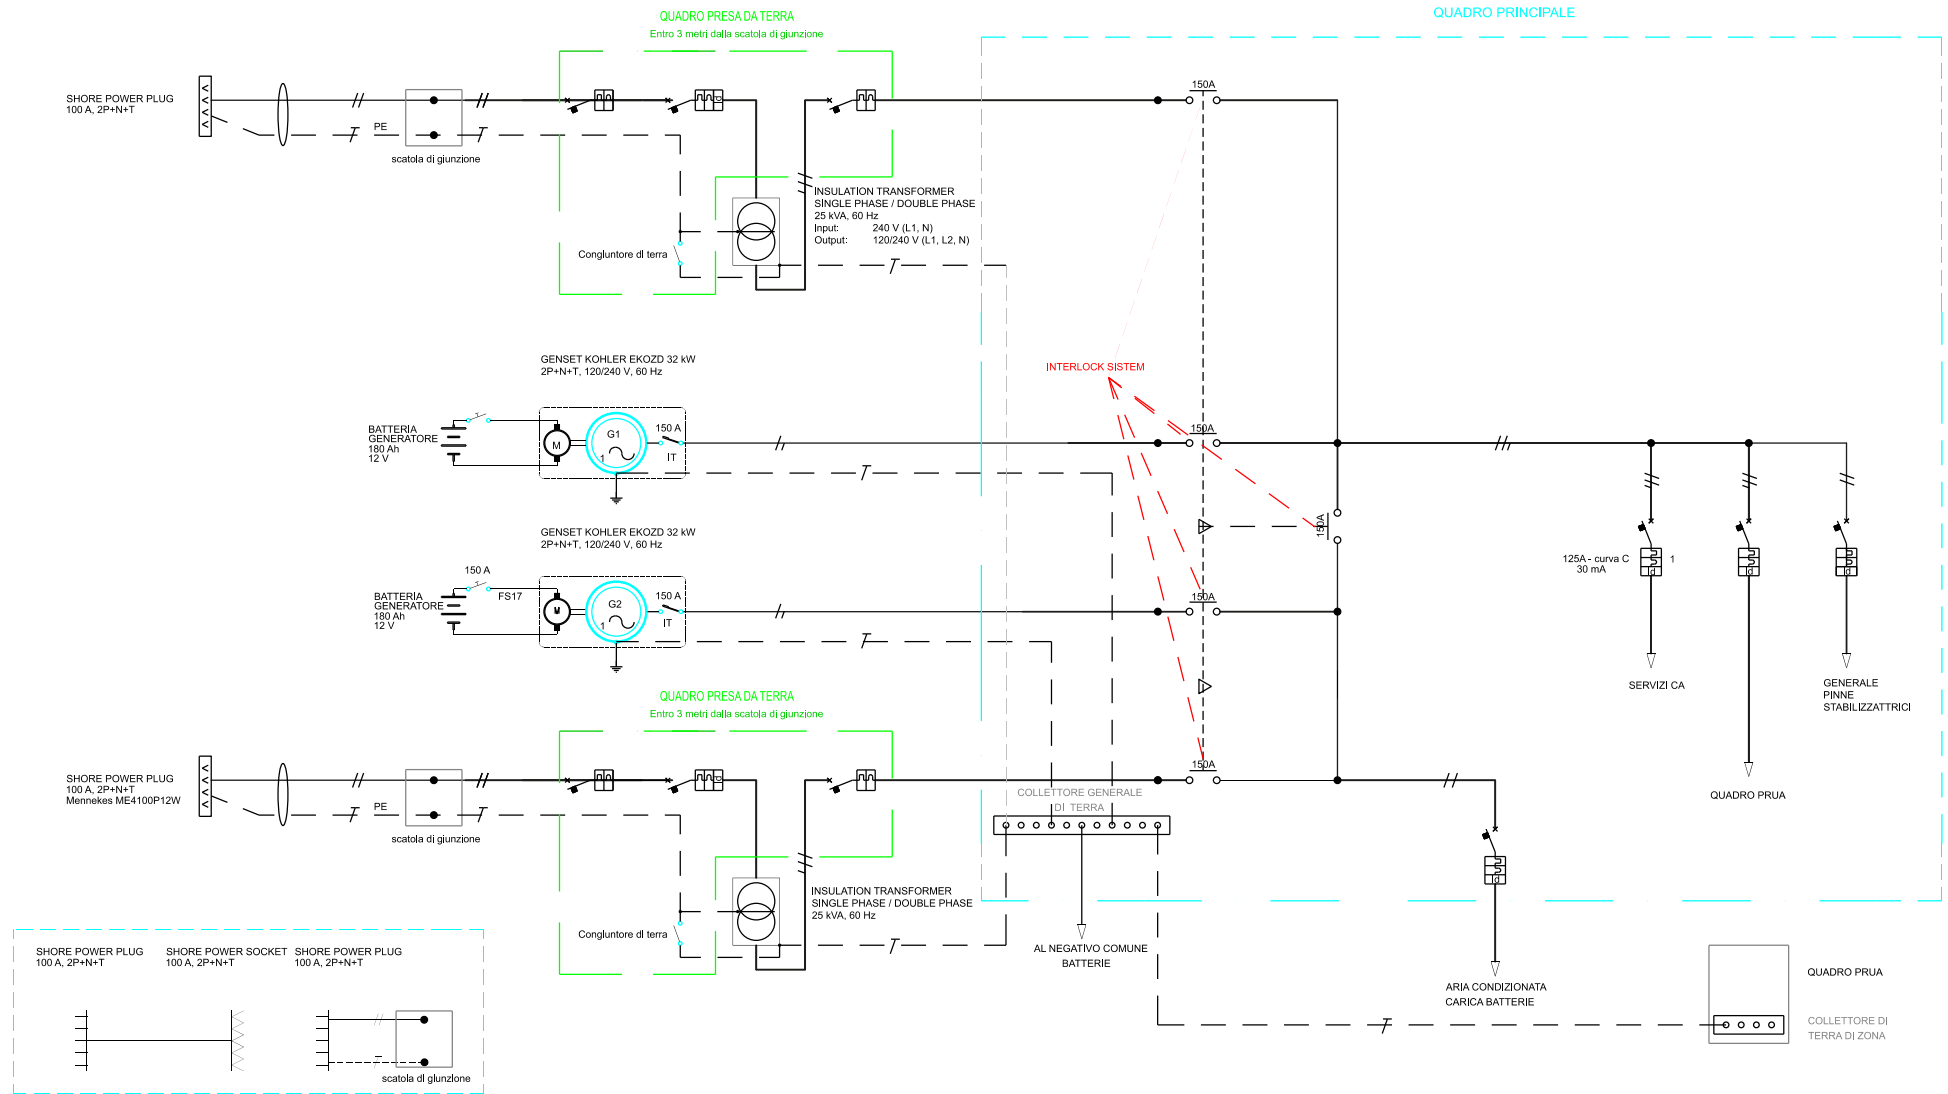 QUADRO PRESA DA TERRA
Entro 3 metri dalla scatola di giunzione
QUADRO PRINCIPALE
SHORE POWER PLUG
100 A, 2P+N+T
PE
scatola di giunzione
150A
INSULATION TRANSFORMER
SINGLE PHASE / DOUBLE PHASE
25 kVA, 60 Hz
Input: 240 V (L1, N)
Output: 120/240 V (L1, L2, N)
Congiuntore di terra
d
GENSET KOHLER EKOZD 32 kW
2P+N+T, 120/240 V, 60 Hz
INTERLOCK SISTEM
BATTERIA
GENERATORE
180 Ah
12 V
M
G1
1
150 A
IT
150A
150A
GENSET KOHLER EKOZD 32 kW
2P+N+T, 120/240 V, 60 Hz
125A - curva C
30 mA
1
d
d
d
150 A
FS17
BATTERIA
GENERATORE
180 Ah
12 V
M
G2
1
150 A
IT
150A
SERVIZI CA
GENERALE
PINNE
STABILIZZATTRICI
QUADRO PRESA DA TERRA
Entro 3 metri dalla scatola di giunzione
SHORE POWER PLUG
100 A, 2P+N+T
Mennekes ME4100P12W
PE
scatola di giunzione
d
150A
COLLETTORE GENERALE
DI TERRA
QUADRO PRUA
INSULATION TRANSFORMER
SINGLE PHASE / DOUBLE PHASE
25 kVA, 60 Hz
Congiuntore di terra
d
AL NEGATIVO COMUNE
BATTERIE
ARIA CONDIZIONATA
CARICA BATTERIE
QUADRO PRUA
COLLETTORE DI
TERRA DI ZONA
SHORE POWER PLUG
100 A, 2P+N+T
SHORE POWER SOCKET
100 A, 2P+N+T
SHORE POWER PLUG
100 A, 2P+N+T
scatola di giunzione